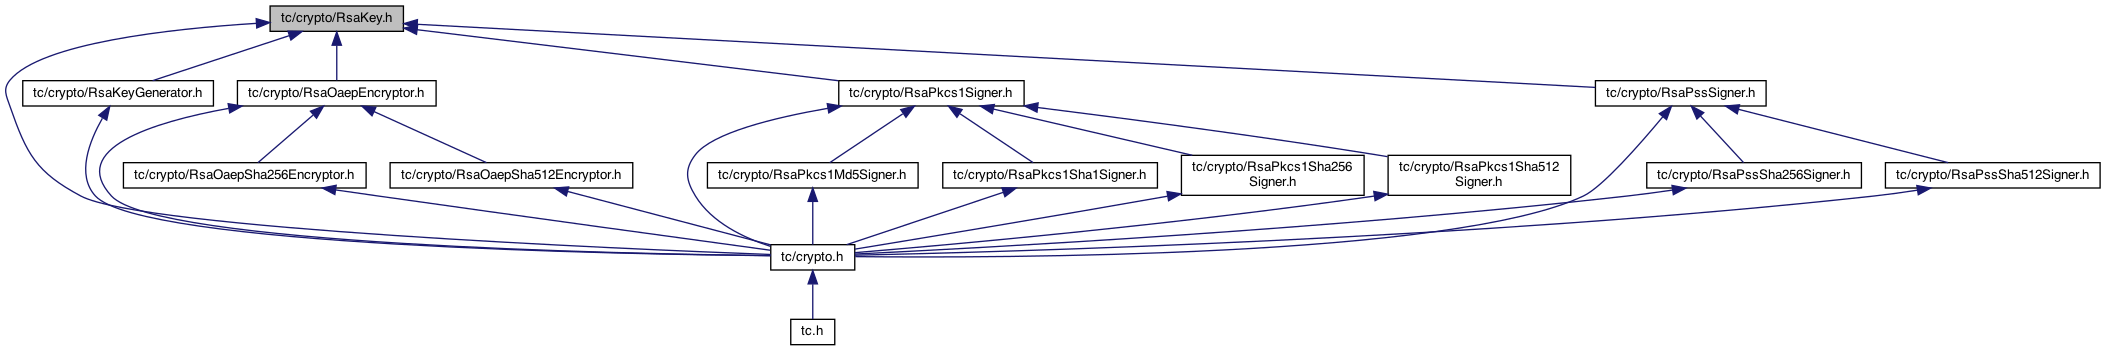 tc/crypto/RsaKey.h
tc/crypto/RsaKeyGenerator.h
tc/crypto/RsaOaepEncryptor.h
tc/crypto/RsaPkcs1Signer.h
tc/crypto/RsaPssSigner.h
tc/crypto/RsaOaepSha256Encryptor.h
tc/crypto/RsaOaepSha512Encryptor.h
tc/crypto/RsaPkcs1Md5Signer.h
tc/crypto/RsaPkcs1Sha1Signer.h
tc/crypto/RsaPkcs1Sha256
Signer.h
tc/crypto/RsaPkcs1Sha512
Signer.h
tc/crypto/RsaPssSha256Signer.h
tc/crypto/RsaPssSha512Signer.h
tc/crypto.h
tc.h